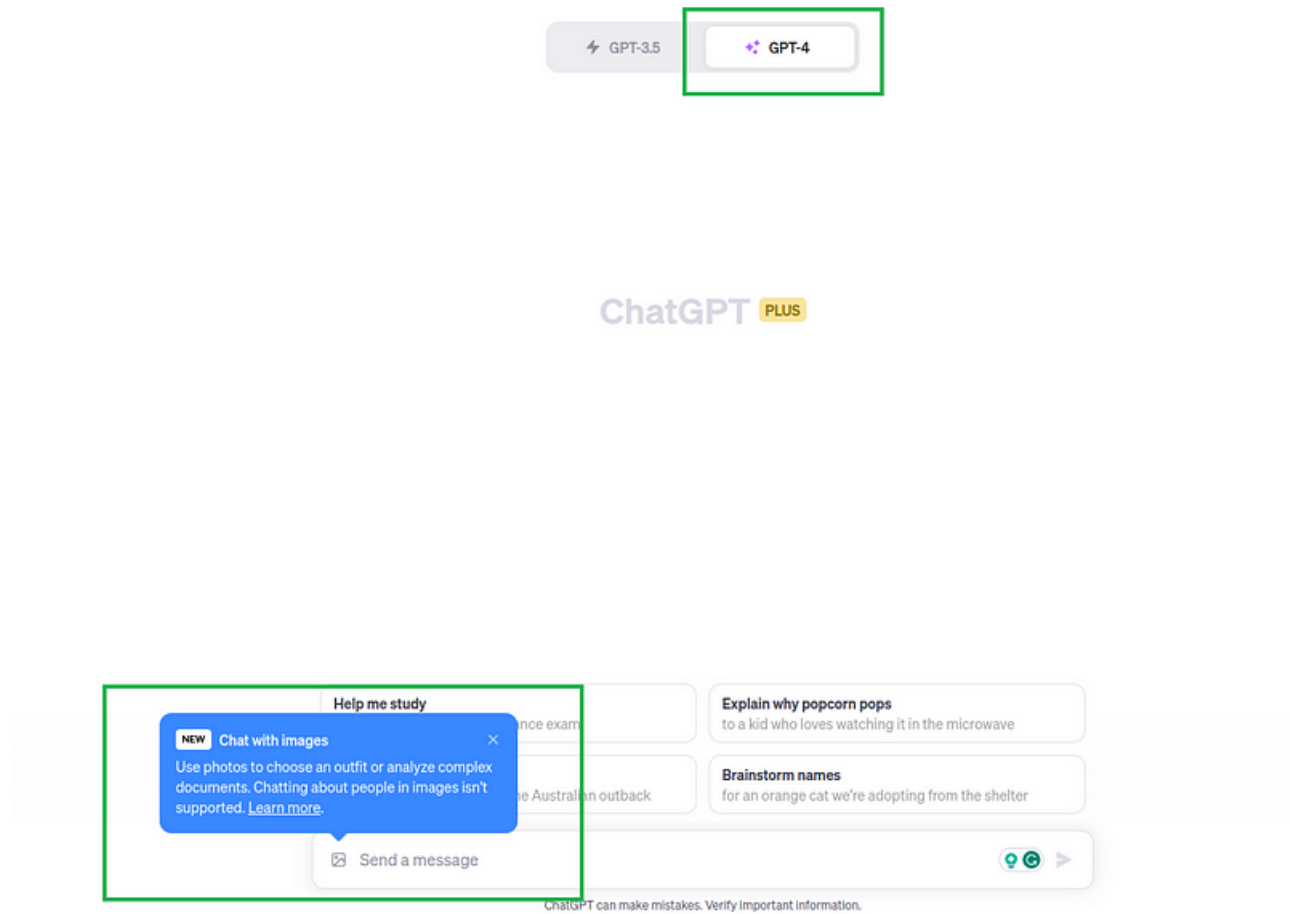 GPT-3.5
GPT-4
ChatGPT PLUS
Help me study
nce exam
Explain why popcorn pops
to a kid who loves watching it in the microwave
NEW Chat with images
Use photos to choose an outfit or analyze complex
documents. Chatting about people in images isn't
supported. Learn more.
e Australian outback
Brainstorm names
for an orange cat we're adopting from the shelter
Send a message
ChatGPT can make mistakes. Verify important information.